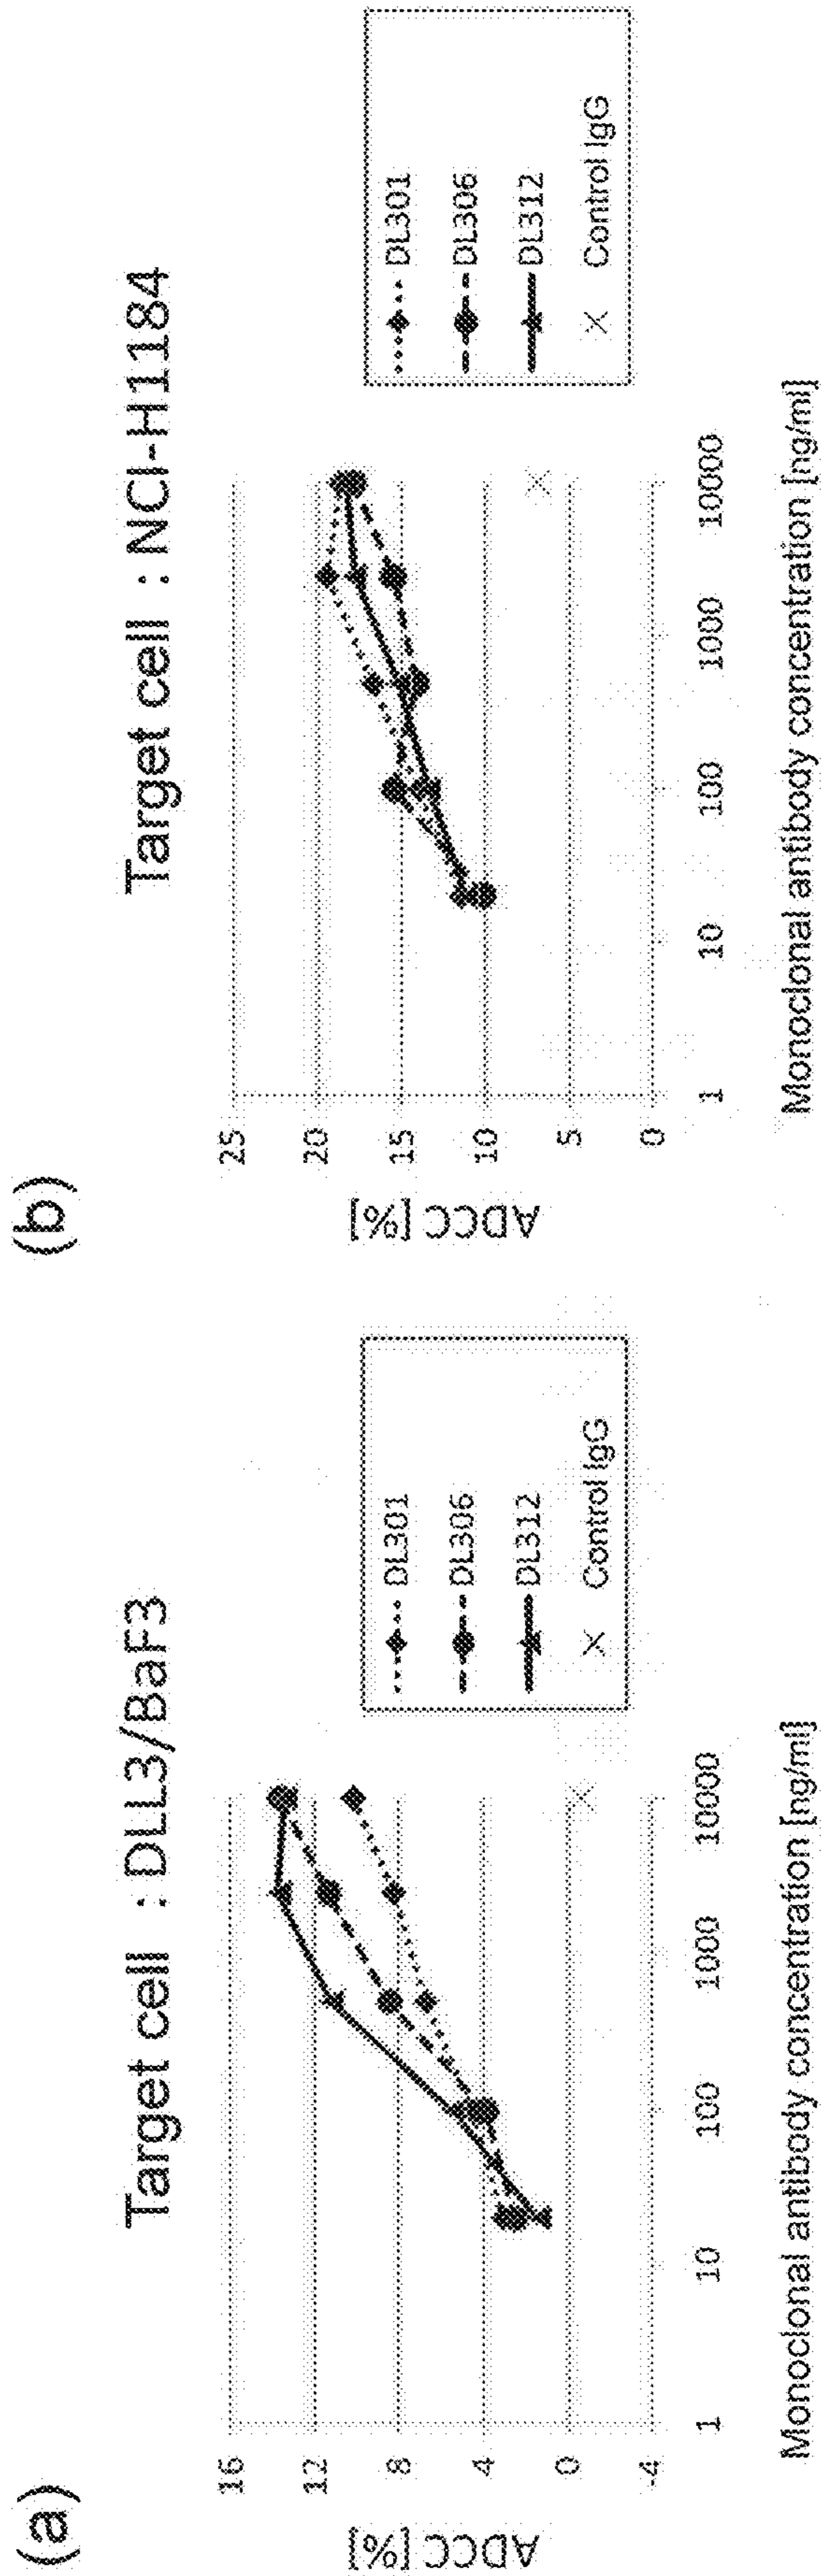 (a)
Target cell : DLL3/BaF3
ADCC [%]
16
12
8
4
0
-4
1
10
100
1000
10000
Monoclonal antibody concentration [ng/ml]
DL301
DL306
DL312
Control IgG
(b)
Target cell : NCI-H1184
ADCC [%]
25
20
15
10
5
0
1
10
100
1000
10000
Monoclonal antibody concentration [ng/ml]
DL301
DL306
DL312
Control IgG